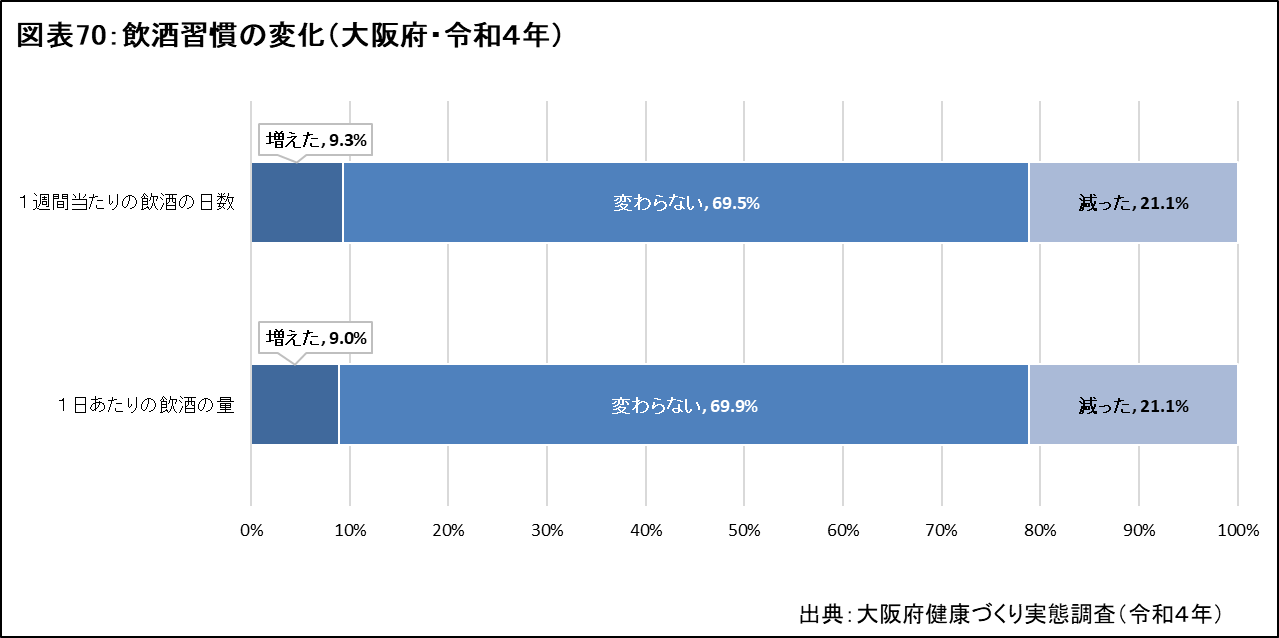 図表70：飲酒習慣の変化（大阪府・令和４年）
増えた, 9.3%
１週間当たりの飲酒の日数
変わらない, 69.5%
減った, 21.1%
増えた, 9.0%
１日あたりの飲酒の量
変わらない, 69.9%
減った, 21.1%
0% 10% 20% 30% 40% 50% 60% 70% 80% 90% 100%
出典：大阪府健康づくり実態調査（令和４年）